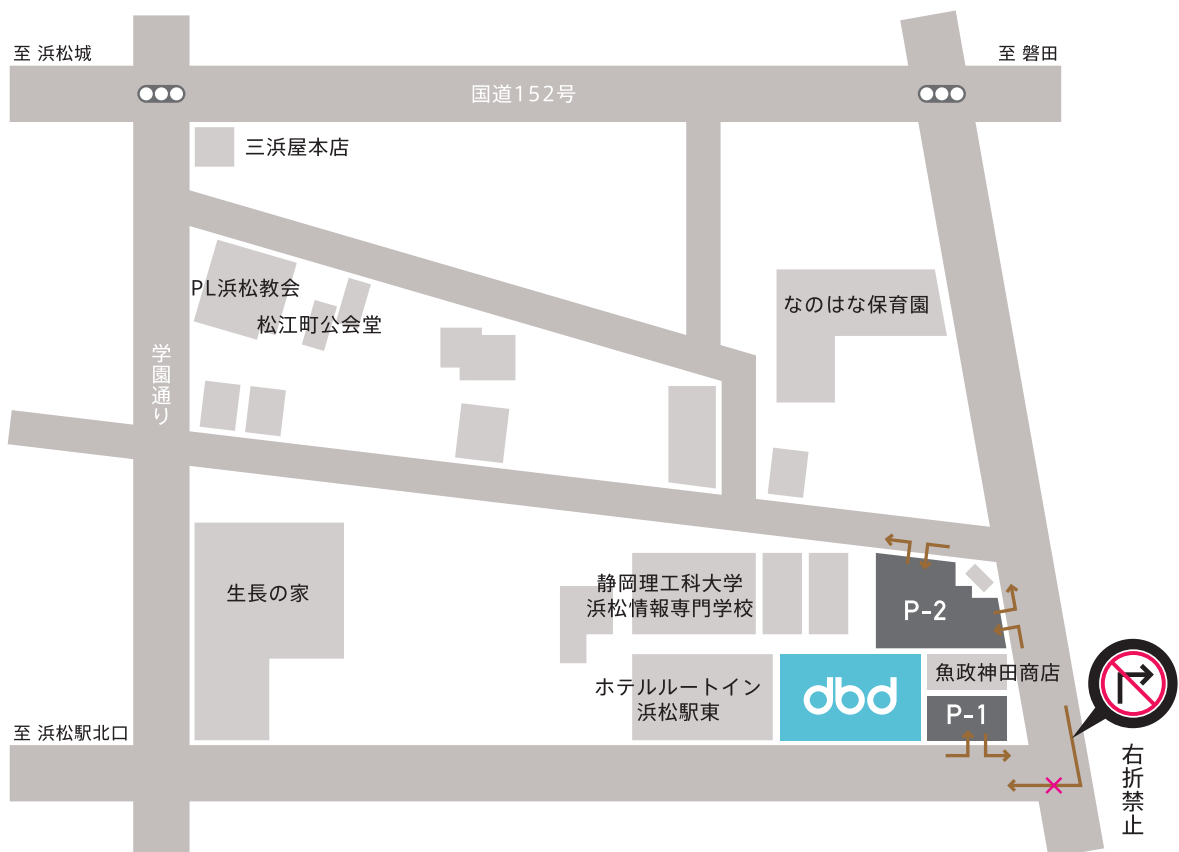 至 浜松城
至 磐田
国道152号
三浜屋本店
PL浜松教会
松江町公会堂
なのはな保育園
学園通り
生長の家
静岡理工科大学
浜松情報専門学校
P-2
魚政神田商店
ホテルルートイン
浜松駅東
dbd
P-1
至 浜松駅北口
右折禁止